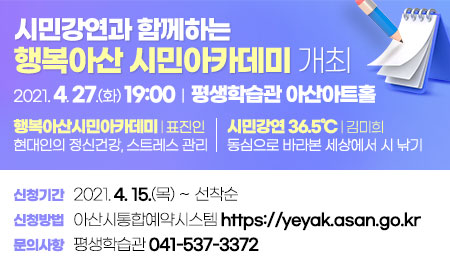 시민강연과 함께하는
행복아산 시민아카데미 개최
2021. 4. 27.(화) 19:00 | 평생학습관 아산아트홀
행복아산시민아카데미 | 표진인
현대인의 정신건강, 스트레스 관리
시민강연 36.5℃ | 김미희
동심으로 바라본 세상에서 시 낚기
신청기간 2021. 4. 15.(목) ~ 선착순
신청방법 아산시통합예약시스템 https://yeyak.asan.go.kr
문의사항 평생학습관 041-537-3372